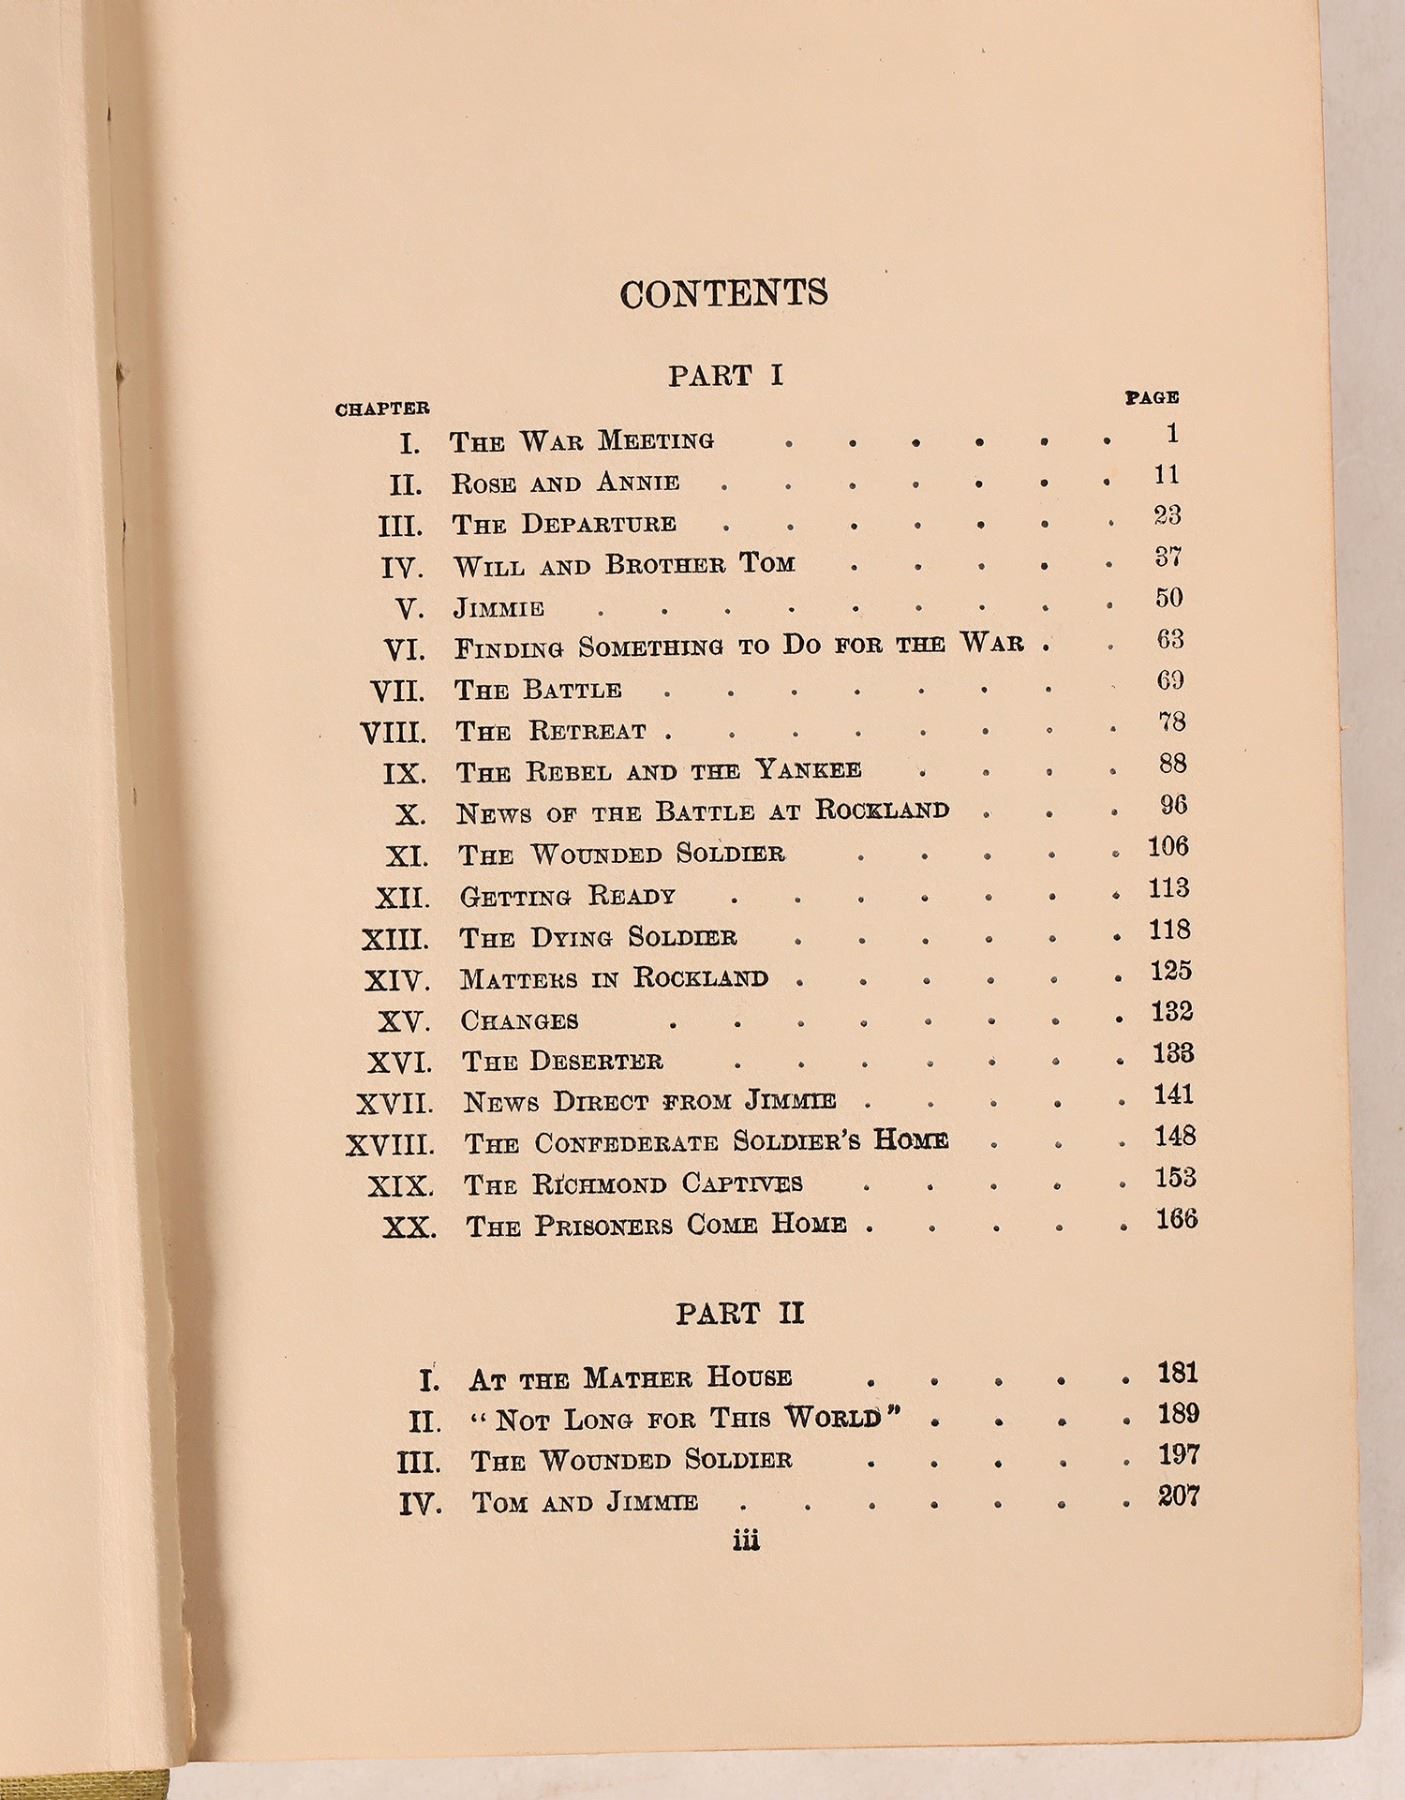 CONTENTS
PART I
CHAPTER PAGE
I. The War Meeting . . . . . . 1
II. Rose and Annie . . . . . . . 11
III. The Departure . . . . . . . 23
IV. Will and Brother Tom . . . . . 37
V. Jimmie . . . . . . . . . 50
VI. Finding Something to Do for the War . . 63
VII. The Battle . . . . . . . . 69
VIII. The Retreat . . . . . . . . 78
IX. The Rebel and the Yankee . . . . 88
X. News of the Battle at Rockland . . . 96
XI. The Wounded Soldier . . . . . 106
XII. Getting Ready . . . . . . . 113
XIII. The Dying Soldier . . . . . . 118
XIV. Matters in Rockland . . . . . . 125
XV. Changes . . . . . . . . 132
XVI. The Deserter . . . . . . . 133
XVII. News Direct from Jimmie . . . . . 141
XVIII. The Confederate Soldier's Home . . . 148
XIX. The Richmond Captives . . . . . 153
XX. The Prisoners Come Home . . . . . 166
PART II
I. At the Mather House . . . . . 181
II. "Not Long for This World" . . . . 189
III. The Wounded Soldier . . . . . 197
IV. Tom and Jimmie . . . . . . . 207
iii